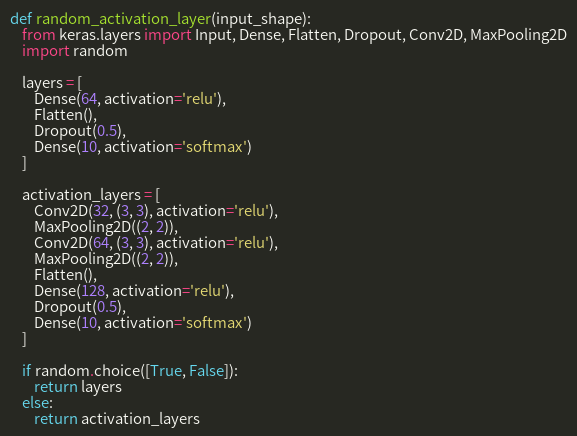 def random_activation_layer(input_shape):
from keras.layers import Input, Dense, Flatten, Dropout, Conv2D, MaxPooling2D
import random
layers = [
Dense(64, activation='relu'),
Flatten(),
Dropout(0.5),
Dense(10, activation='softmax')
]
activation_layers = [
Conv2D(32, (3, 3), activation='relu'),
MaxPooling2D((2, 2)),
Conv2D(64, (3, 3), activation='relu'),
MaxPooling2D((2, 2)),
Flatten(),
Dense(128, activation='relu'),
Dropout(0.5),
Dense(10, activation='softmax')
]
if random.choice([True, False]):
return layers
else:
return activation_layers